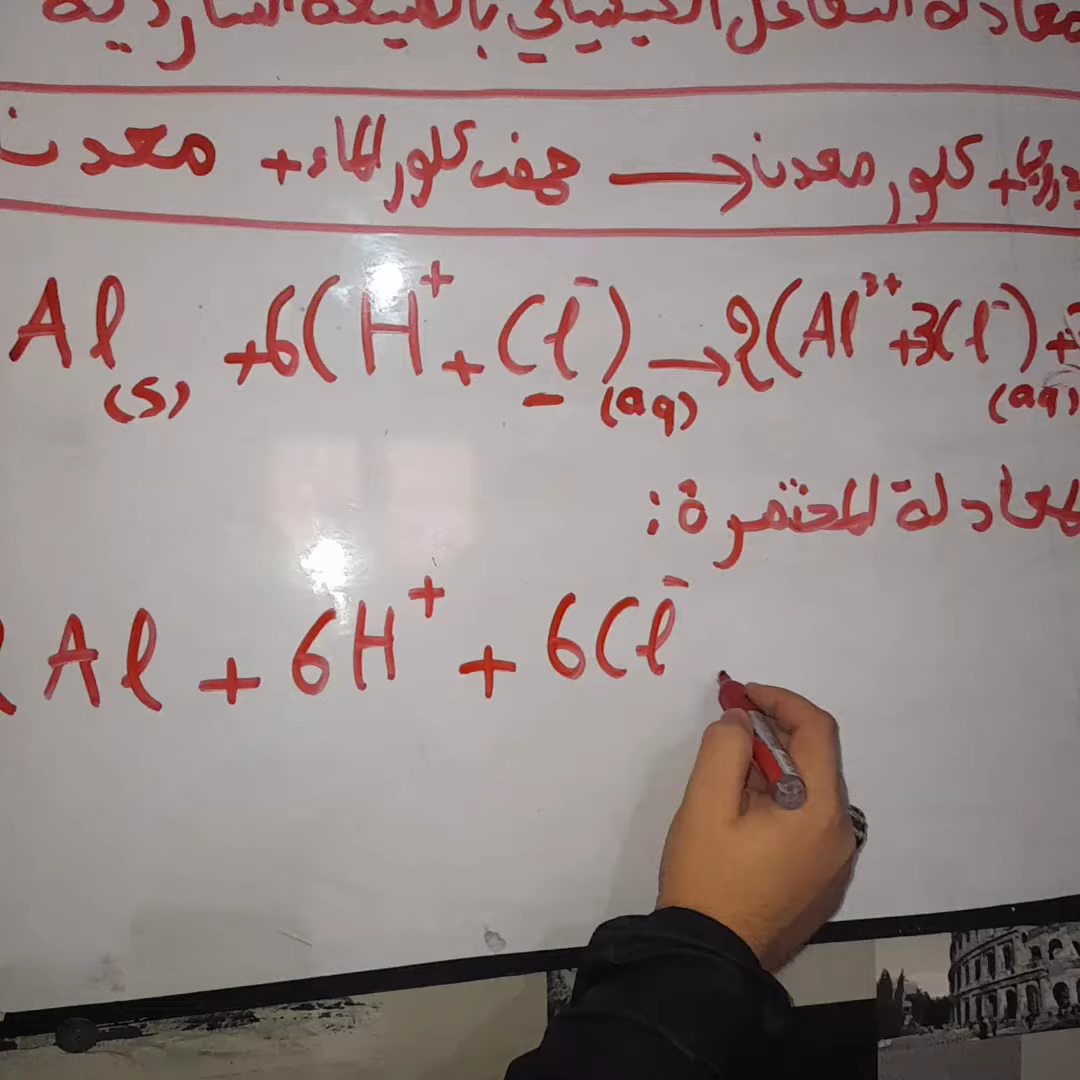 معادلة التفاعل الكيميائي بالصيغة الشاردية
معدن + حمض كلور الماء ⟶ كلور معدن +
Al(s) +6(H⁺ + Cl⁻)(aq) ⟶ 2(Al³⁺+3Cl⁻)(aq) +
المعادلة المختصرة :
2Al + 6H⁺ + 6Cl⁻